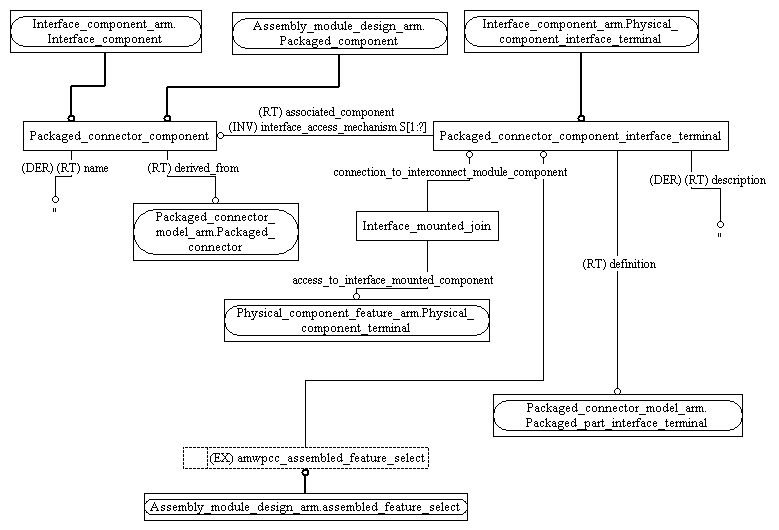 Interface_component_arm.
Interface_component
Assembly_module_design_arm.
Packaged_component
Interface_component_arm.Physical_
component_interface_terminal
(RT) associated_component
(INV) interface_access_mechanism S[1:?]
Packaged_connector_component
Packaged_connector_component_interface_terminal
(DER) (RT) name
(RT) derived_from
connection_to_interconnect_module_component
(DER) (RT) description
''
Packaged_connector_
model_arm.Packaged_
connector
Interface_mounted_join
''
(RT) definition
access_to_interface_mounted_component
Physical_component_feature_arm.Physical_
component_terminal
Packaged_connector_model_arm.
Packaged_part_interface_terminal
(EX) amwpcc_assembled_feature_select
Assembly_module_design_arm.assembled_feature_select